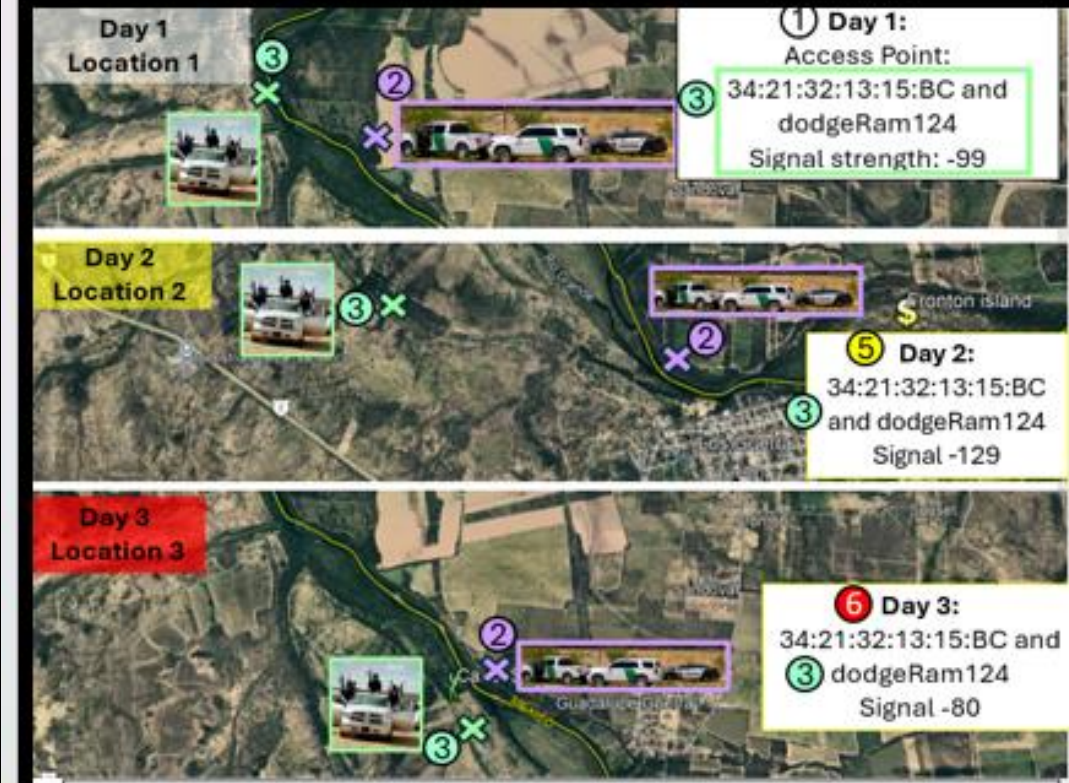 Day 1
Location 1
3
2
1 Day 1:
Access Point:
3 34:21:32:13:15:BC and
dodgeRam124
Signal strength: -99
Day 2
Location 2
3
2
$
Fronton Island
5 Day 2:
34:21:32:13:15:BC
3 and dodgeRam124
Signal -129
Day 3
Location 3
2
3
6 Day 3:
34:21:32:13:15:BC and
3 dodgeRam124
Signal -80